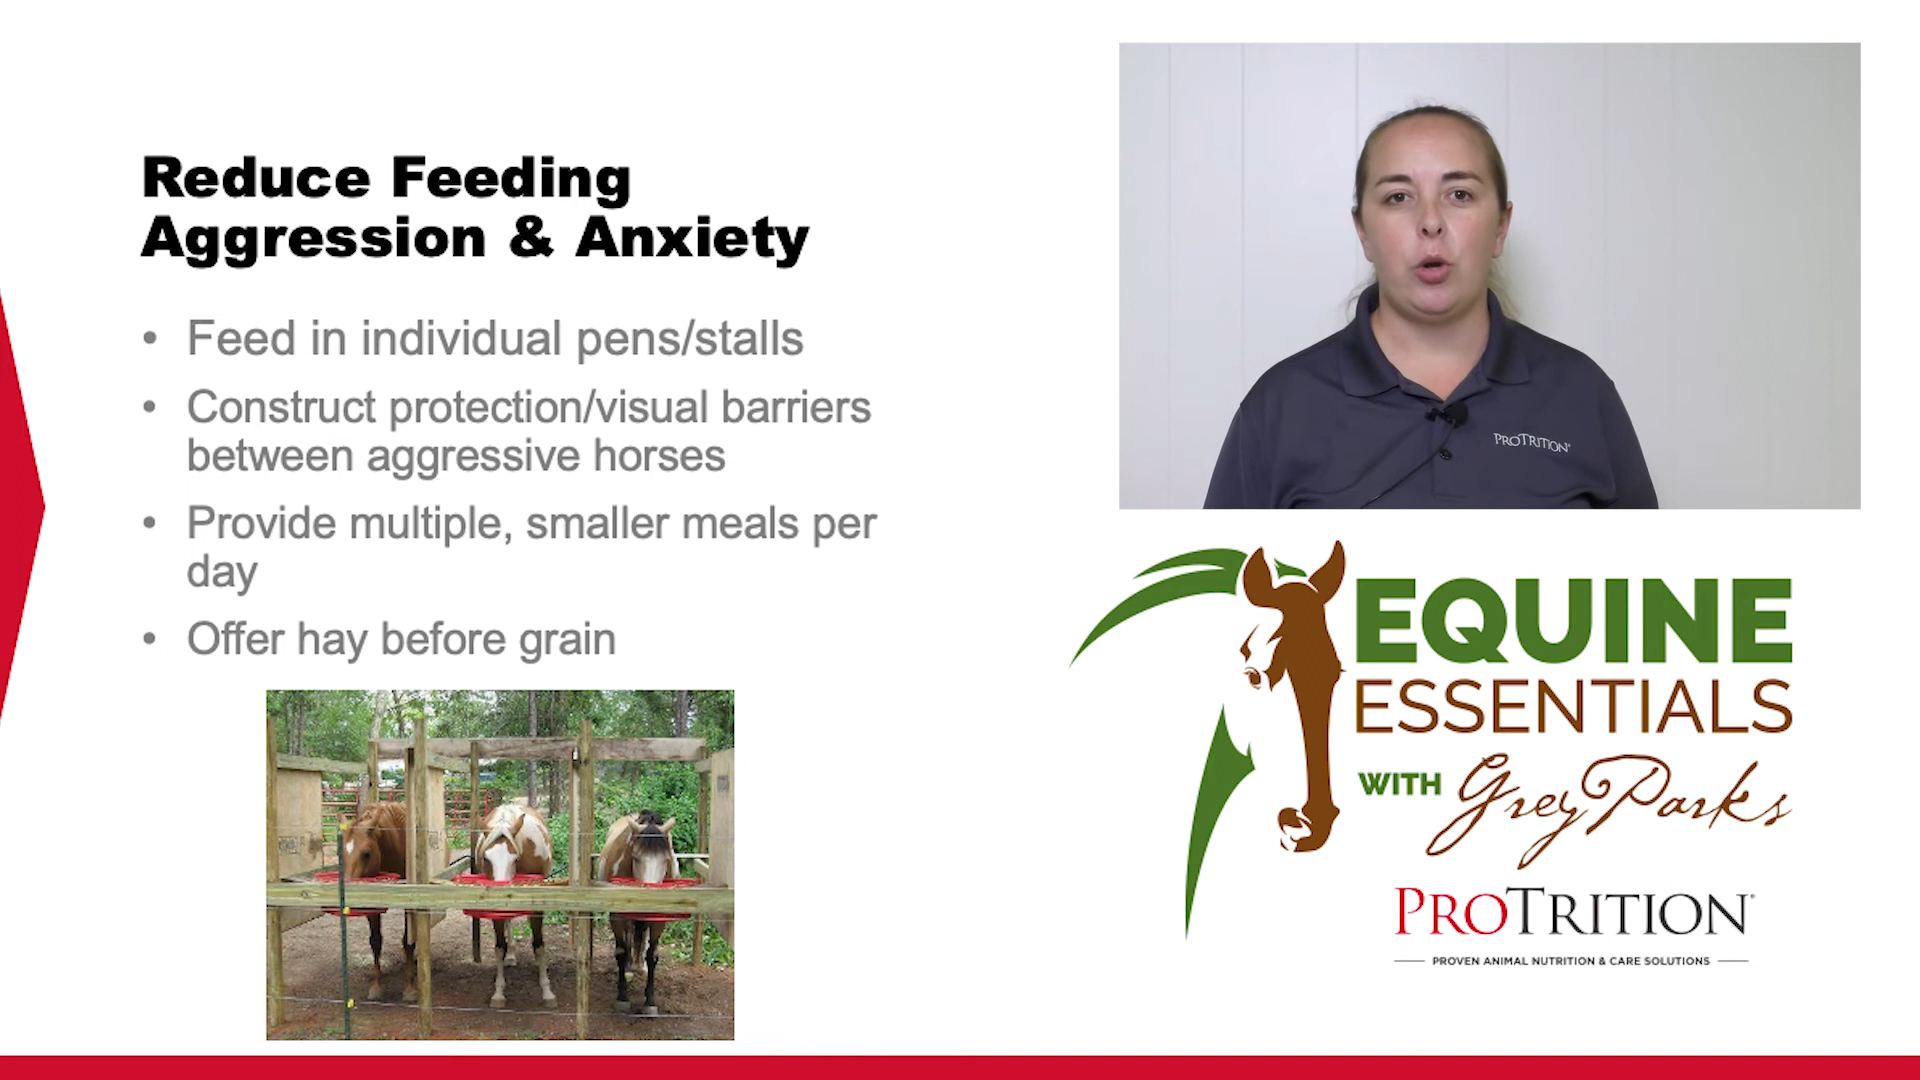 Reduce Feeding
Aggression & Anxiety
• Feed in individual pens/stalls
• Construct protection/visual barriers
between aggressive horses
• Provide multiple, smaller meals per
day
• Offer hay before grain
PROTRITION®
EQUINE
ESSENTIALS
WITH Grey Parks
PROTRITION®
PROVEN ANIMAL NUTRITION & CARE SOLUTIONS